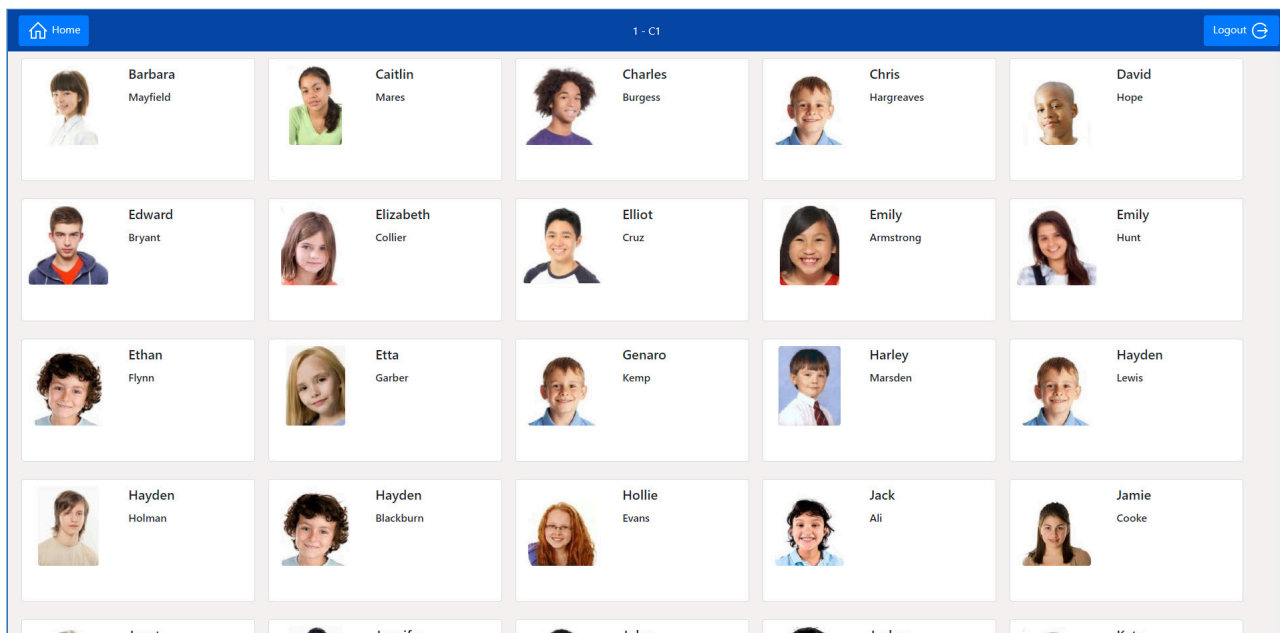 Home
1 - C1
Logout
Barbara
Mayfield
Caitlin
Mares
Charles
Burgess
Chris
Hargreaves
David
Hope
Edward
Bryant
Elizabeth
Collier
Elliot
Cruz
Emily
Armstrong
Emily
Hunt
Ethan
Flynn
Etta
Garber
Genaro
Kemp
Harley
Marsden
Hayden
Lewis
Hayden
Holman
Hayden
Blackburn
Hollie
Evans
Jack
Ali
Jamie
Cooke